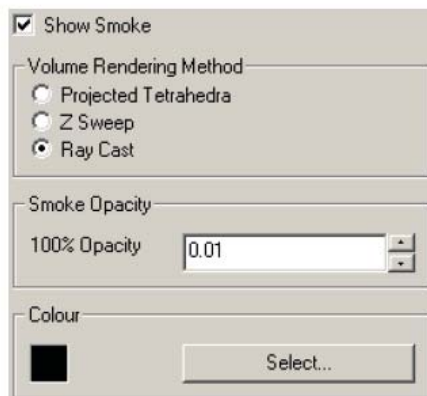 Show Smoke
Volume Rendering Method
Projected Tetrahedra
Z Sweep
Ray Cast
Smoke Opacity
100% Opacity 0.01
Colour
Select...